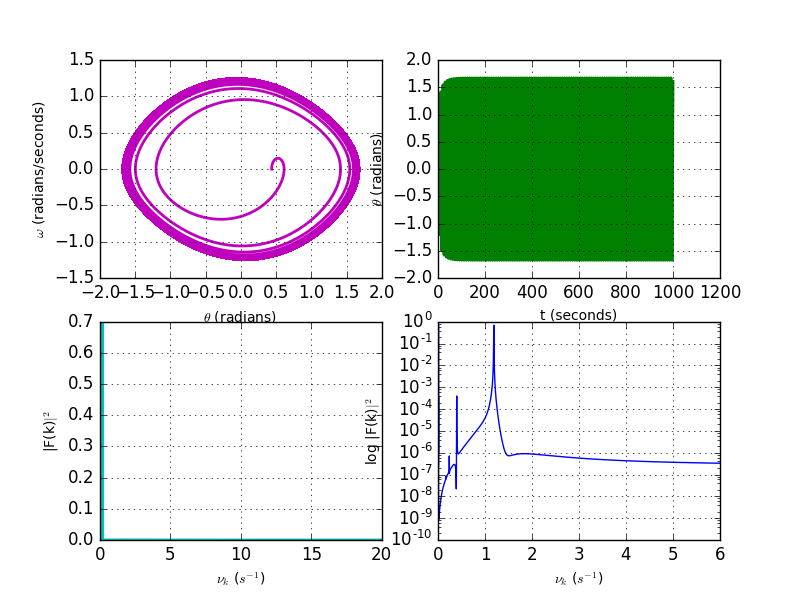 1.5
1.0
0.5
0.0
−0.5
−1.0
−1.5
ω (radians/seconds)
−2.0 −1.5 −1.0 −0.5 0.0 0.5 1.0 1.5 2.0
θ (radians)
2.0
1.5
1.0
0.5
0.0
−0.5
−1.0
−1.5
−2.0
θ (radians)
0 200 400 600 800 1000 1200
t (seconds)
0.7
0.6
0.5
0.4
0.3
0.2
0.1
0.0
|F(k)|²
0 5 10 15 20
νₖ (s⁻¹)
10⁰
10⁻¹
10⁻²
10⁻³
10⁻⁴
10⁻⁵
10⁻⁶
10⁻⁷
10⁻⁸
10⁻⁹
10⁻¹⁰
log |F(k)|²
0 1 2 3 4 5 6
νₖ (s⁻¹)